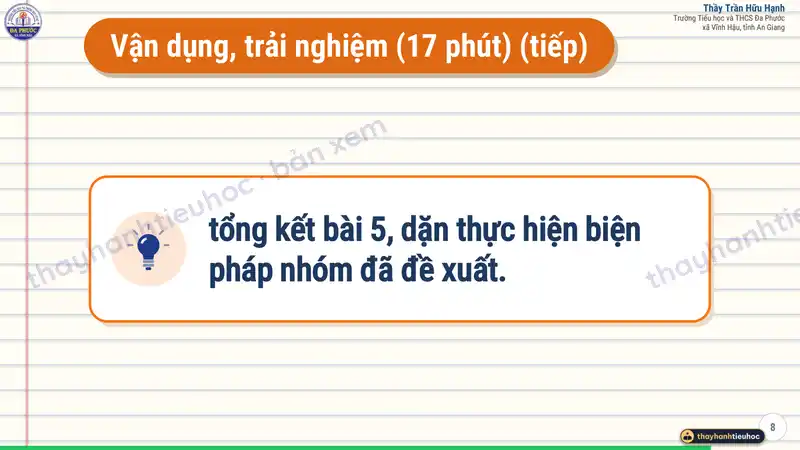 Thầy Trần Hữu Hạnh
Trường Tiểu học và THCS Đa Phước
xã Vĩnh Hậu, tỉnh An Giang
ĐA PHƯỚC
Vận dụng, trải nghiệm (17 phút) (tiếp)
thayhanhtieuhoc · bản xem
tổng kết bài 5, dặn thực hiện biện
pháp nhóm đã đề xuất.
thayhanhtieuhoc
8